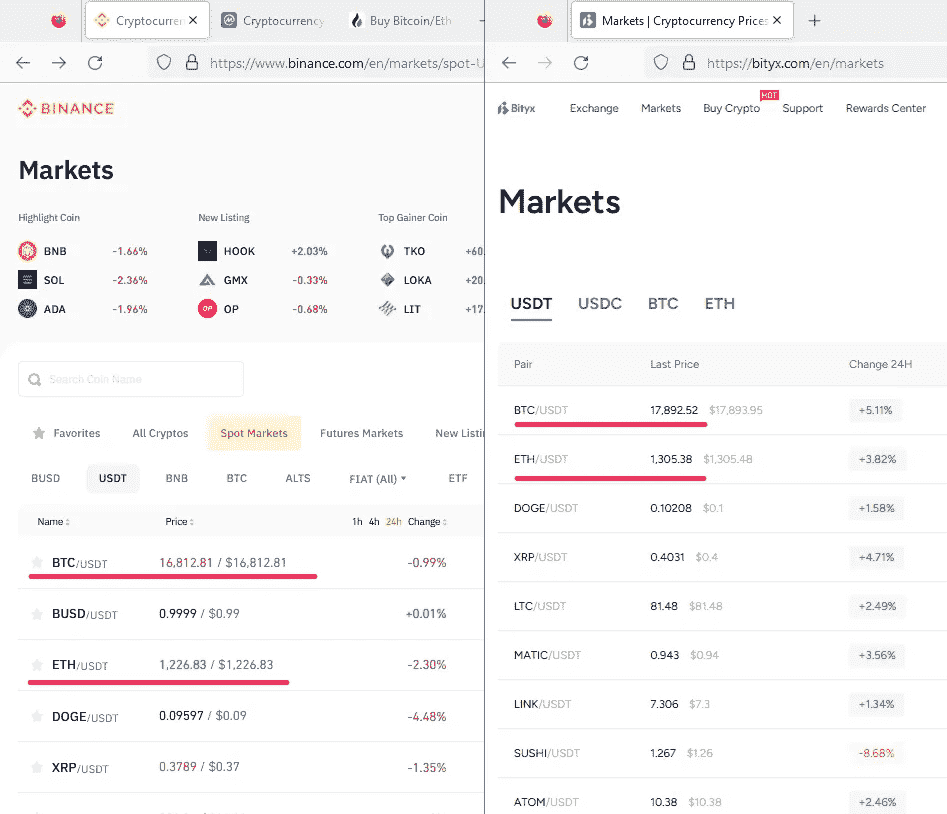 Cryptocurrer
Cryptocurrency
Buy Bitcoin/Eth
https://www.binance.com/en/markets/spot-U
BINANCE
Markets
Highlight Coin New Listing Top Gainer Coin
BNB -1.66% HOOK +2.03% TKO +60.
SOL -2.36% GMX -0.33% LOKA +20.
ADA -1.96% OP OP -0.68% LIT +17.
Search Coin Name
Favorites All Cryptos Spot Markets Futures Markets New Listi
BUSD USDT BNB BTC ALTS FIAT (All) ETF
Name Price 1h 4h 24h Change
BTC/USDT 16,812.81 / $16,812.81 -0.99%
BUSD/USDT 0.9999 / $0.99 +0.01%
ETH/USDT 1,226.83 / $1,226.83 -2.30%
DOGE/USDT 0.09597 / $0.09 -4.48%
XRP/USDT 0.3789 / $0.37 -1.35%
Markets | Cryptocurrency Prices
https://bityx.com/en/markets
Bityx Exchange Markets Buy Crypto HOT Support Rewards Center
Markets
USDT USDC BTC ETH
Pair Last Price Change 24H
BTC/USDT 17,892.52 $17,893.95 +5.11%
ETH/USDT 1,305.38 $1,305.48 +3.82%
DOGE/USDT 0.10208 $0.1 +1.58%
XRP/USDT 0.4031 $0.4 +4.71%
LTC/USDT 81.48 $81.48 +2.49%
MATIC/USDT 0.943 $0.94 +3.56%
LINK/USDT 7.306 $7.3 +1.34%
SUSHI/USDT 1.267 $1.26 -8.68%
ATOM/USDT 10.38 $10.38 +2.46%